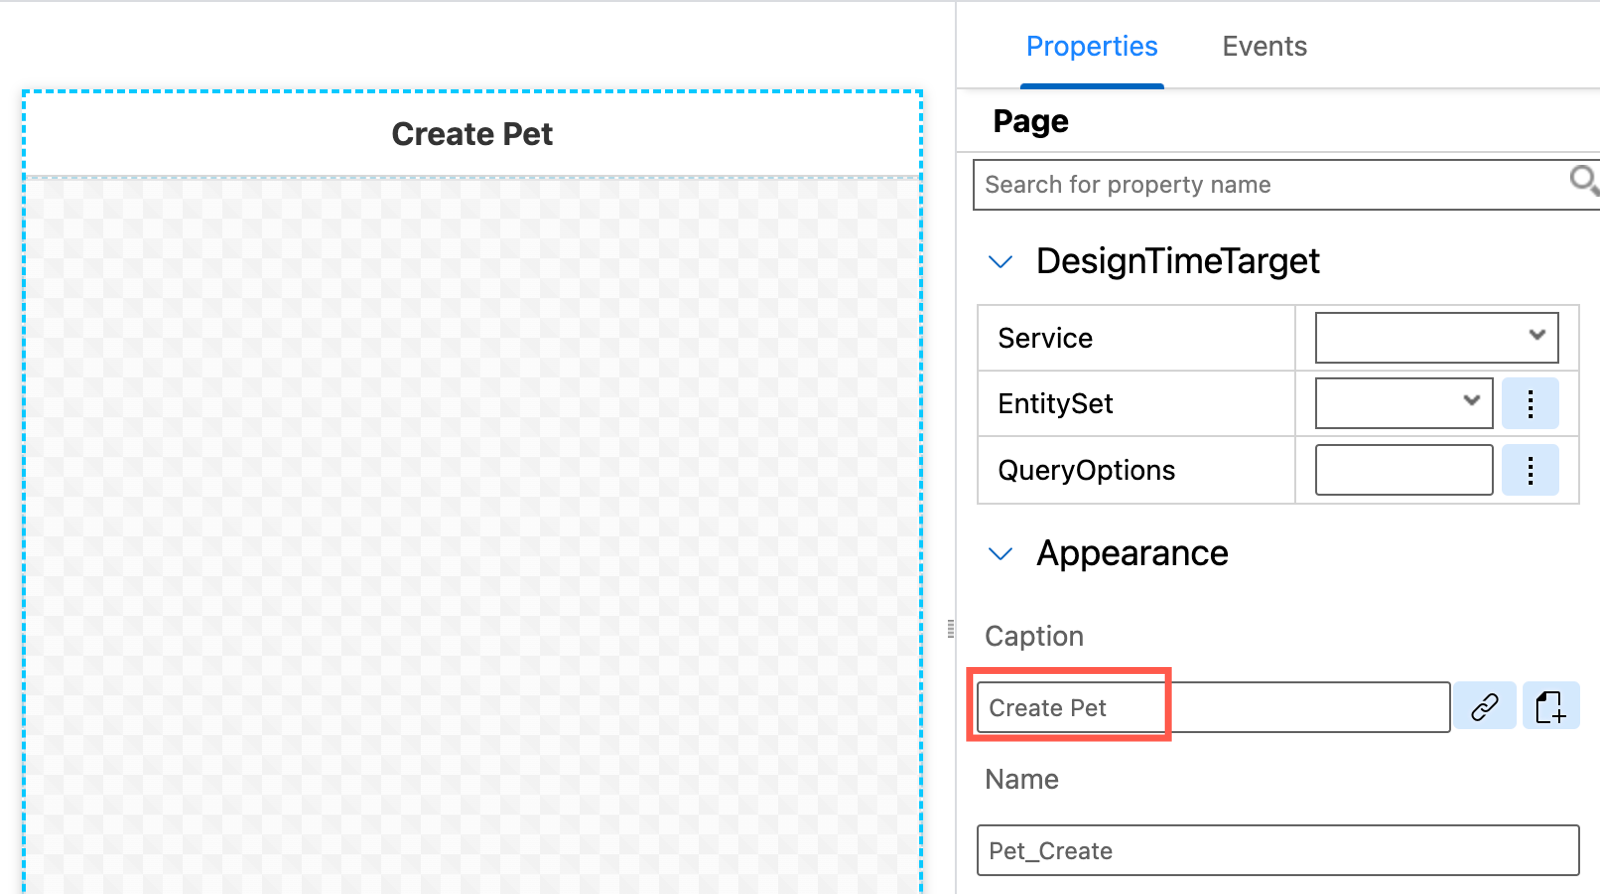 Create Pet
Properties
Events
Page
Search for property name
DesignTimeTarget
Service
EntitySet
QueryOptions
Appearance
Caption
Create Pet
Name
Pet_Create